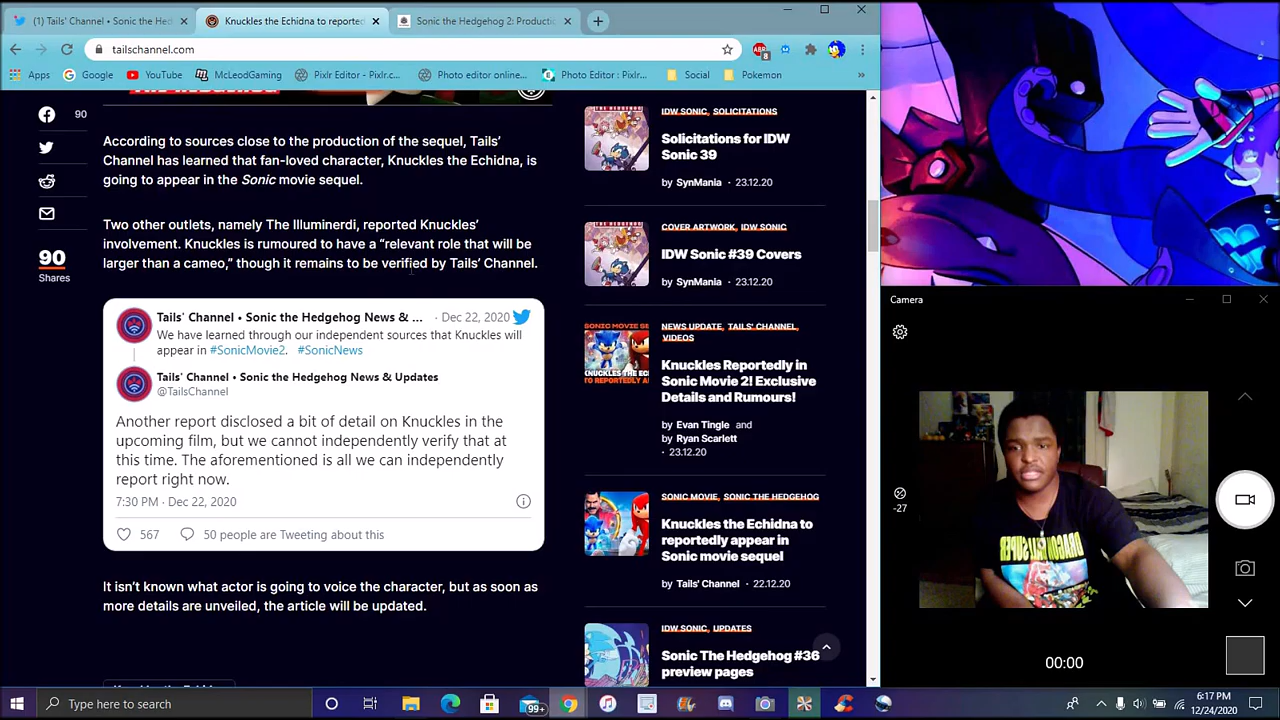 (1) Tails' Channel • Sonic the Hed
Knuckles the Echidna to reported
Sonic the Hedgehog 2: Producti
tailschannel.com
Apps
Google
YouTube
McLeodGaming
Pixlr Editor - Pixlr.c...
Photo editor online...
Photo Editor : Pixlr...
Social
Pokemon
»
8
90
According to sources close to the production of the sequel, Tails'
Channel has learned that fan-loved character, Knuckles the Echidna, is
going to appear in the Sonic movie sequel.
Two other outlets, namely The Illuminerdi, reported Knuckles'
involvement. Knuckles is rumoured to have a “relevant role that will be
larger than a cameo,” though it remains to be verified by Tails' Channel.
90
Shares
Tails' Channel • Sonic the Hedgehog News & ... · Dec 22, 2020
We have learned through our independent sources that Knuckles will
appear in #SonicMovie2. #SonicNews
Tails' Channel • Sonic the Hedgehog News & Updates
@TailsChannel
Another report disclosed a bit of detail on Knuckles in the
upcoming film, but we cannot independently verify that at
this time. The aforementioned is all we can independently
report right now.
7:30 PM · Dec 22, 2020
567
50 people are Tweeting about this
It isn't known what actor is going to voice the character, but as soon as
more details are unveiled, the article will be updated.
IDW SONIC, SOLICITATIONS
Solicitations for IDW
Sonic 39
by SynMania • 23.12.20
COVER ARTWORK, IDW SONIC
IDW Sonic #39 Covers
by SynMania • 23.12.20
NEWS UPDATE, TAILS' CHANNEL,
VIDEOS
Knuckles Reportedly in
Sonic Movie 2! Exclusive
Details and Rumours!
by Evan Tingle and
by Ryan Scarlett
• 23.12.20
SONIC MOVIE, SONIC THE HEDGEHOG
Knuckles the Echidna to
reportedly appear in
Sonic movie sequel
by Tails' Channel • 22.12.20
IDW SONIC, UPDATES
Sonic The Hedgehog #36
preview pages
Camera
-27
DRAGONBALL SUPER
00:00
Type here to search
99+
6:17 PM
12/24/2020